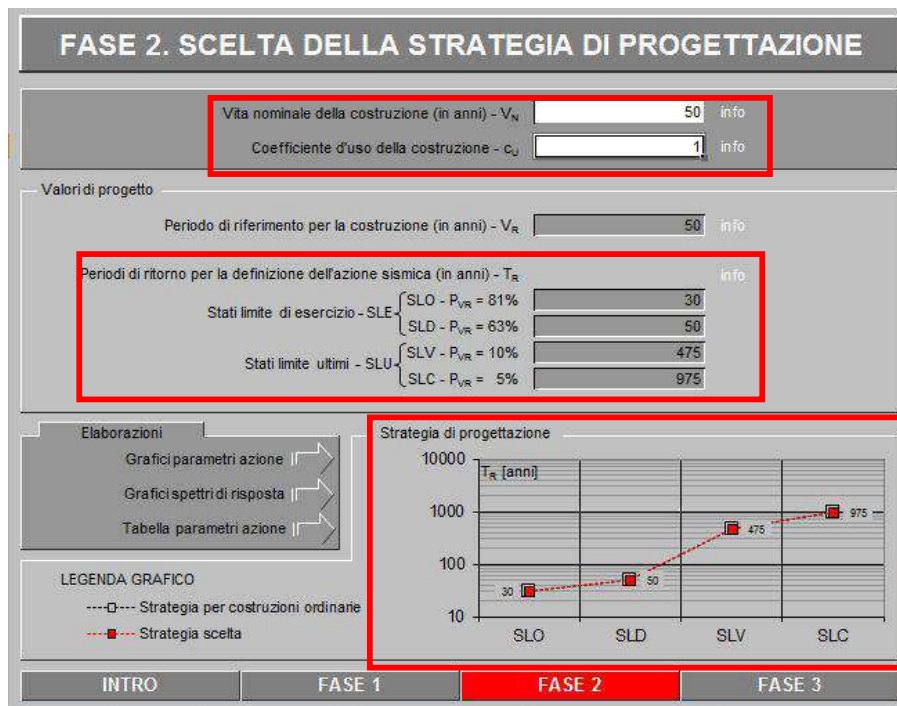 FASE 2. SCELTA DELLA STRATEGIA DI PROGETTAZIONE
Vita nominale della costruzione (in anni) - VN 50 info
Coefficiente d'uso della costruzione - cU 1 info
Valori di progetto
Periodo di riferimento per la costruzione (in anni) - VR 50 info
Periodi di ritorno per la definizione dell'azione sismica (in anni) - TR info
Stati limite di esercizio - SLE
SLO - PVR = 81% 30
SLD - PVR = 63% 50
Stati limite ultimi - SLU
SLV - PVR = 10% 475
SLC - PVR = 5% 975
Elaborazioni
Grafici parametri azione
Grafici spettri di risposta
Tabella parametri azione
LEGENDA GRAFICO
Strategia per costruzioni ordinarie
Strategia scelta
Strategia di progettazione
TR [anni]
10000
1000
100
10
30
50
475
975
SLO SLD SLV SLC
INTRO FASE 1 FASE 2 FASE 3